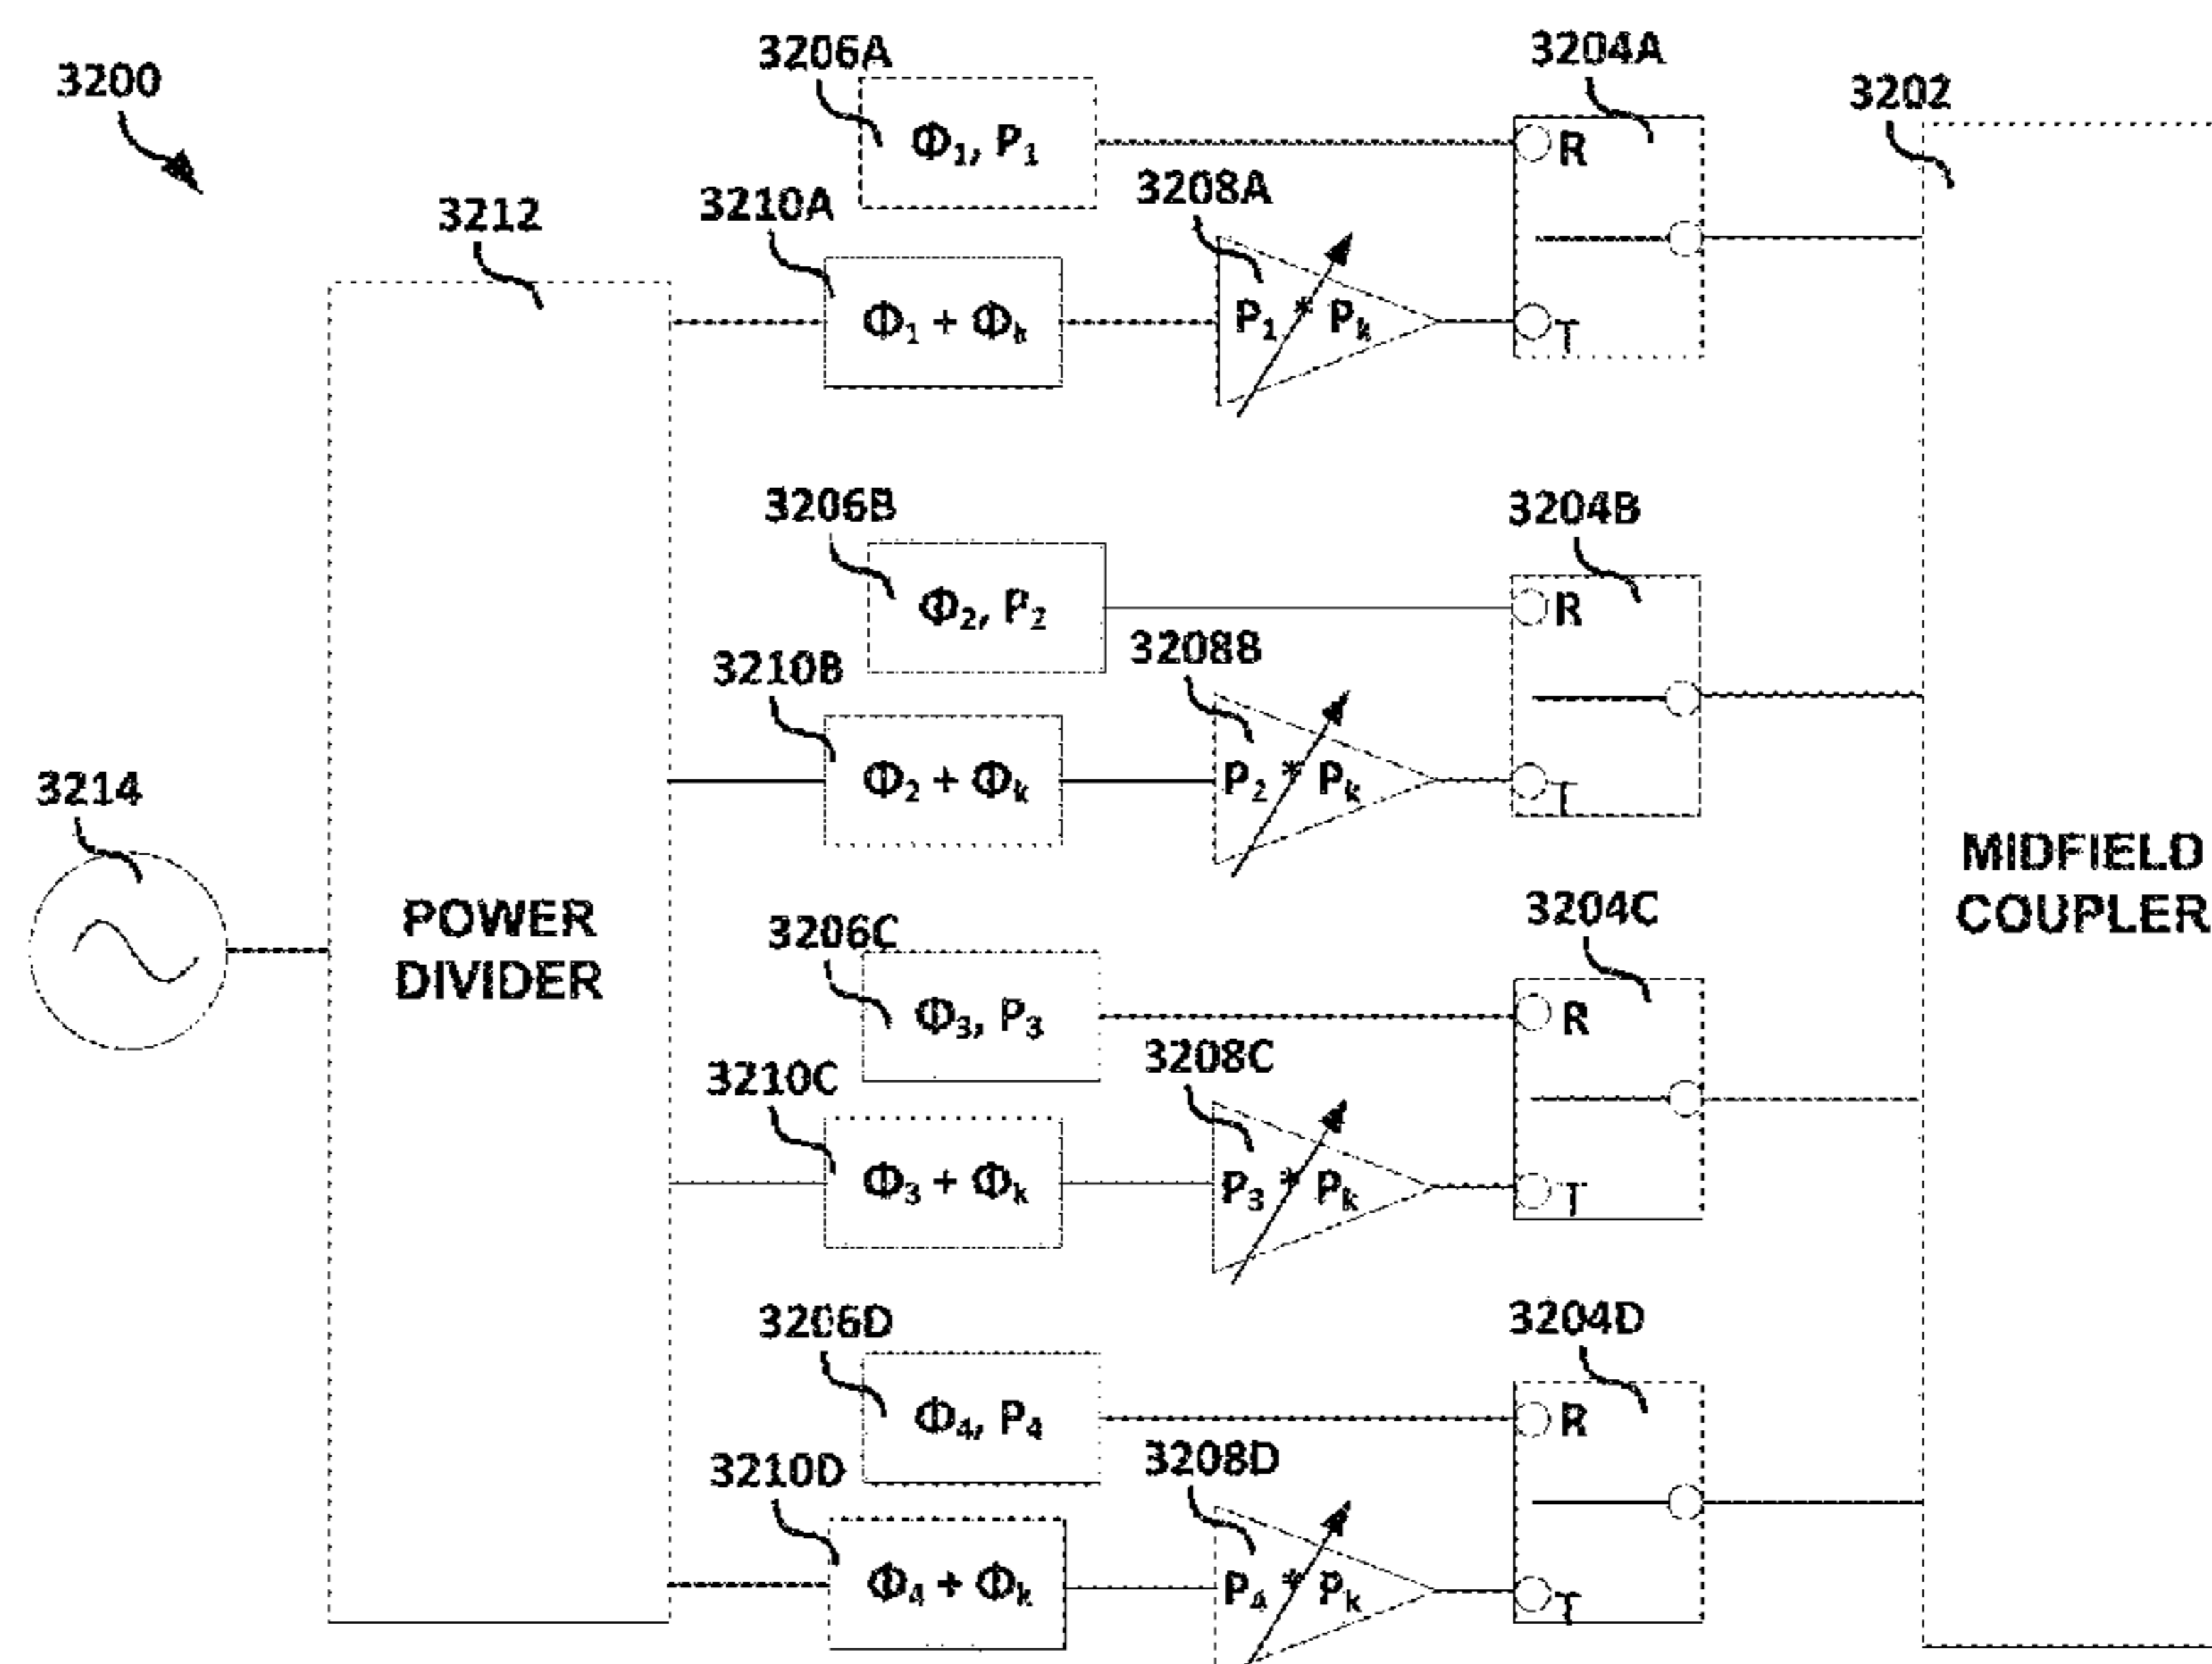 3200
3206A
3204A
3202
Φ₁, P₁
R
3210A
3208A
3212
Φ₁ + Φₖ
P₁ * Pₖ
T
3206B
3204B
Φ₂, P₂
R
3210B
3208B
Φ₂ + Φₖ
P₂ * Pₖ
T
3214
POWER
DIVIDER
MIDFIELD
COUPLER
3206C
3204C
Φ₃, P₃
R
3210C
3208C
Φ₃ + Φₖ
P₃ * Pₖ
T
3206D
3204D
Φ₄, P₄
R
3210D
3208D
Φ₄ + Φₖ
P₄ * Pₖ
T